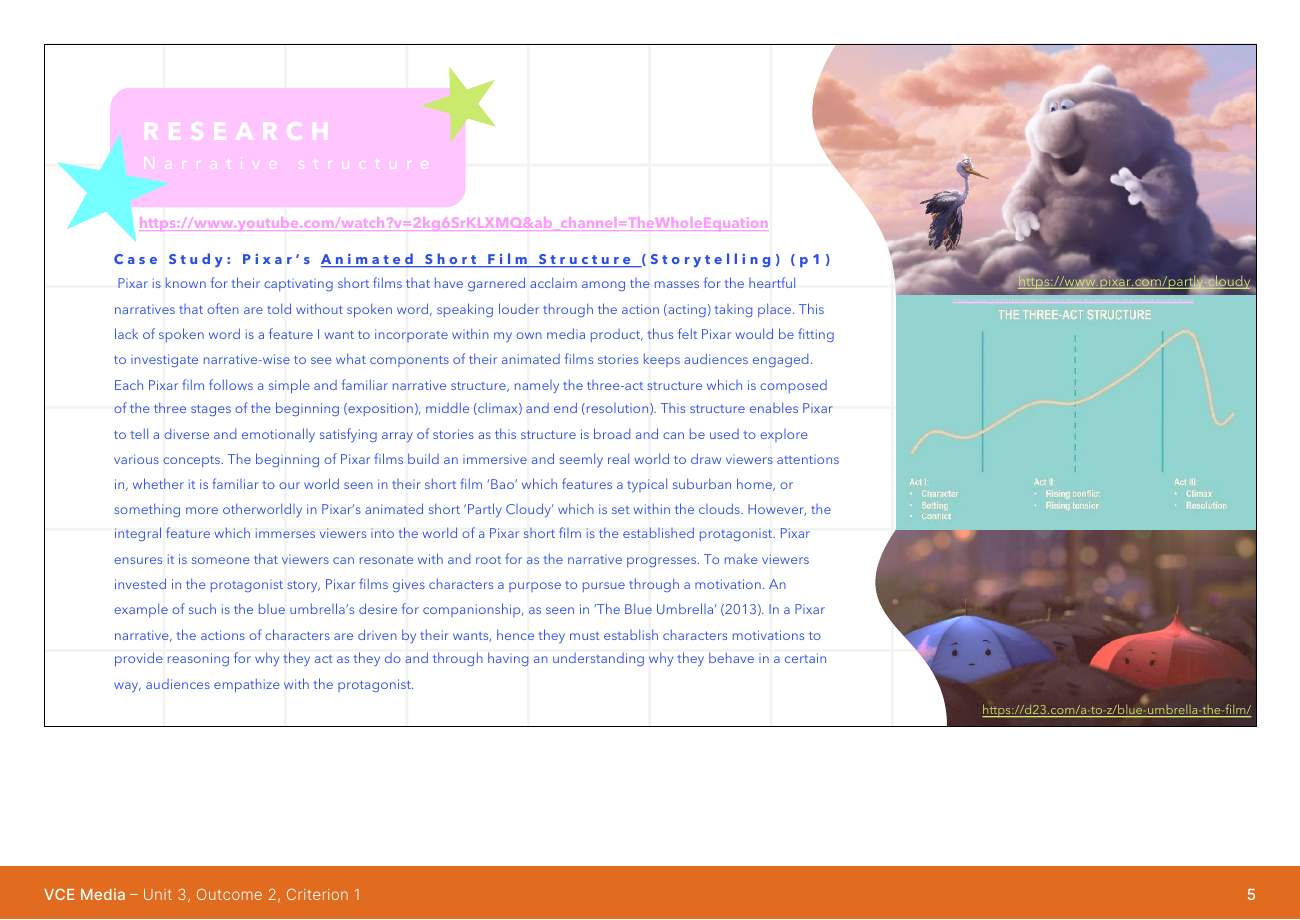 RESEARCH
Narrative structure
https://www.youtube.com/watch?v=2kg6SrKLXMQ&ab_channel=TheWholeEquation
Case Study: Pixar's Animated Short Film Structure (Storytelling) (p1)
Pixar is known for their captivating short films that have garnered acclaim among the masses for the heartful
narratives that often are told without spoken word, speaking louder through the action (acting) taking place. This
lack of spoken word is a feature I want to incorporate within my own media product, thus felt Pixar would be fitting
to investigate narrative-wise to see what components of their animated films stories keeps audiences engaged.
Each Pixar film follows a simple and familiar narrative structure, namely the three-act structure which is composed
of the three stages of the beginning (exposition), middle (climax) and end (resolution). This structure enables Pixar
to tell a diverse and emotionally satisfying array of stories as this structure is broad and can be used to explore
various concepts. The beginning of Pixar films build an immersive and seemly real world to draw viewers attentions
in, whether it is familiar to our world seen in their short film 'Bao' which features a typical suburban home, or
something more otherworldly in Pixar's animated short 'Partly Cloudy' which is set within the clouds. However, the
integral feature which immerses viewers into the world of a Pixar short film is the established protagonist. Pixar
ensures it is someone that viewers can resonate with and root for as the narrative progresses. To make viewers
invested in the protagonist story, Pixar films gives characters a purpose to pursue through a motivation. An
example of such is the blue umbrella's desire for companionship, as seen in 'The Blue Umbrella' (2013). In a Pixar
narrative, the actions of characters are driven by their wants, hence they must establish characters motivations to
provide reasoning for why they act as they do and through having an understanding why they behave in a certain
way, audiences empathize with the protagonist.
https://www.pixar.com/partly-cloudy
THE THREE-ACT STRUCTURE
Act I:
• Character
• Setting
• Conflict
Act II:
• Rising conflict
• Rising tension
Act III:
• Climax
• Resolution
https://d23.com/a-to-z/blue-umbrella-the-film/
VCE Media – Unit 3, Outcome 2, Criterion 1
5